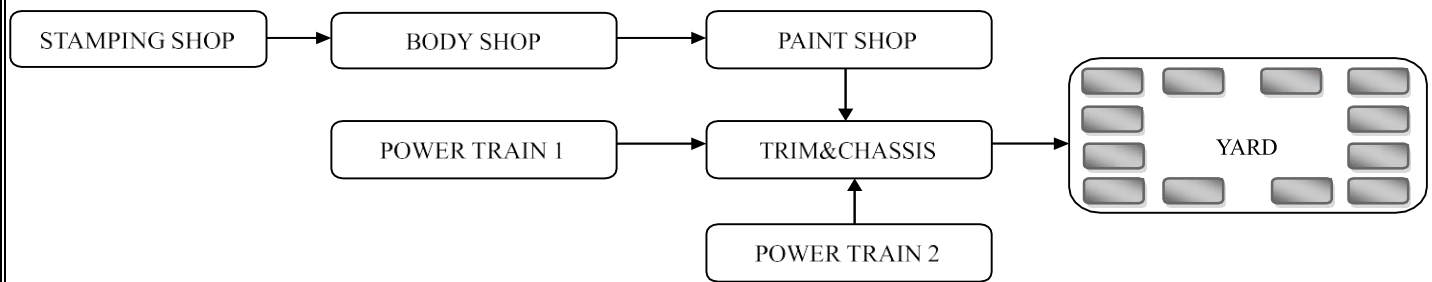 STAMPING SHOP
BODY SHOP
PAINT SHOP
POWER TRAIN 1
TRIM&CHASSIS
YARD
POWER TRAIN 2